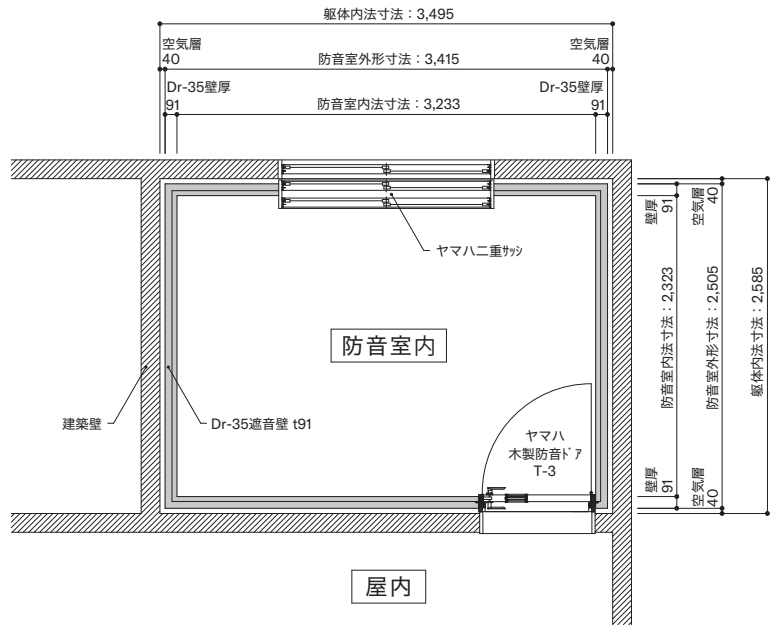 躯体内法寸法：3,495
空気層
40
防音室外形寸法：3,415
空気層
40
Dr-35壁厚
91
防音室内法寸法：3,233
Dr-35壁厚
91
ヤマハ二重ｻｯｼ
防音室内
建築壁
Dr-35遮音壁 t91
ヤマハ
木製防音ﾄﾞｱ
T-3
屋内
壁厚
91
空気層
40
防音室内法寸法：2,323
防音室外形寸法：2,505
躯体内法寸法：2,585
壁厚
91
空気層
40